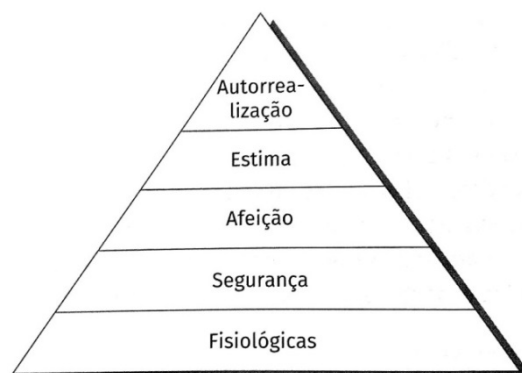 Autorrea-
lização
Estima
Afeição
Segurança
Fisiológicas